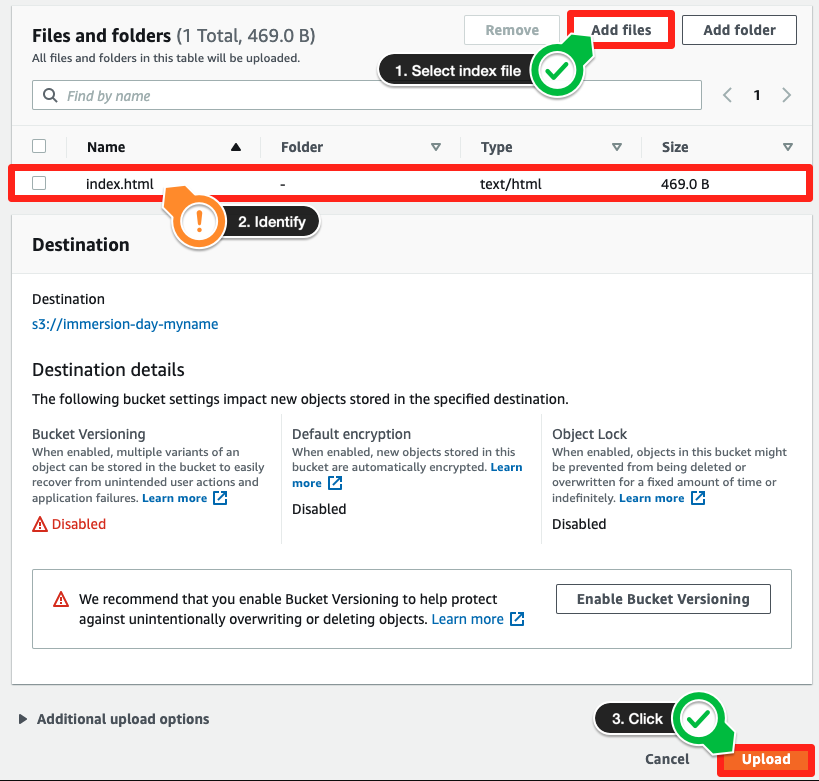 Files and folders (1 Total, 469.0 B)
Remove
Add files
Add folder
All files and folders in this table will be uploaded.
1. Select index file
Find by name
1
Name
Folder
Type
Size
index.html
-
text/html
469.0 B
!
2. Identify
Destination
Destination
s3://immersion-day-myname
Destination details
The following bucket settings impact new objects stored in the specified destination.
Bucket Versioning
When enabled, multiple variants of an
object can be stored in the bucket to easily
recover from unintended user actions and
application failures. Learn more
Disabled
Default encryption
When enabled, new objects stored in this
bucket are automatically encrypted. Learn
more
Disabled
Object Lock
When enabled, objects in this bucket might
be prevented from being deleted or
overwritten for a fixed amount of time or
indefinitely. Learn more
Disabled
We recommend that you enable Bucket Versioning to help protect
against unintentionally overwriting or deleting objects. Learn more
Enable Bucket Versioning
Additional upload options
3. Click
Cancel
Upload